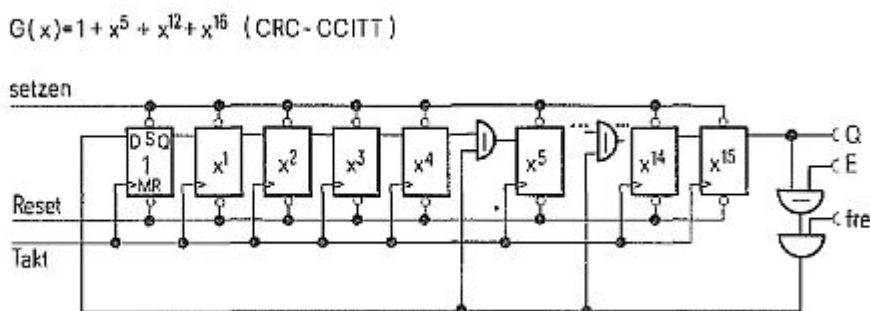 G(x)=1+x⁵+x¹²+x¹⁶ (CRC-CCITT)
setzen
D S Q
1
MR
x¹
x²
x³
x⁴
x⁵
x¹⁴
x¹⁵
Q
E
fre
Reset
Takt